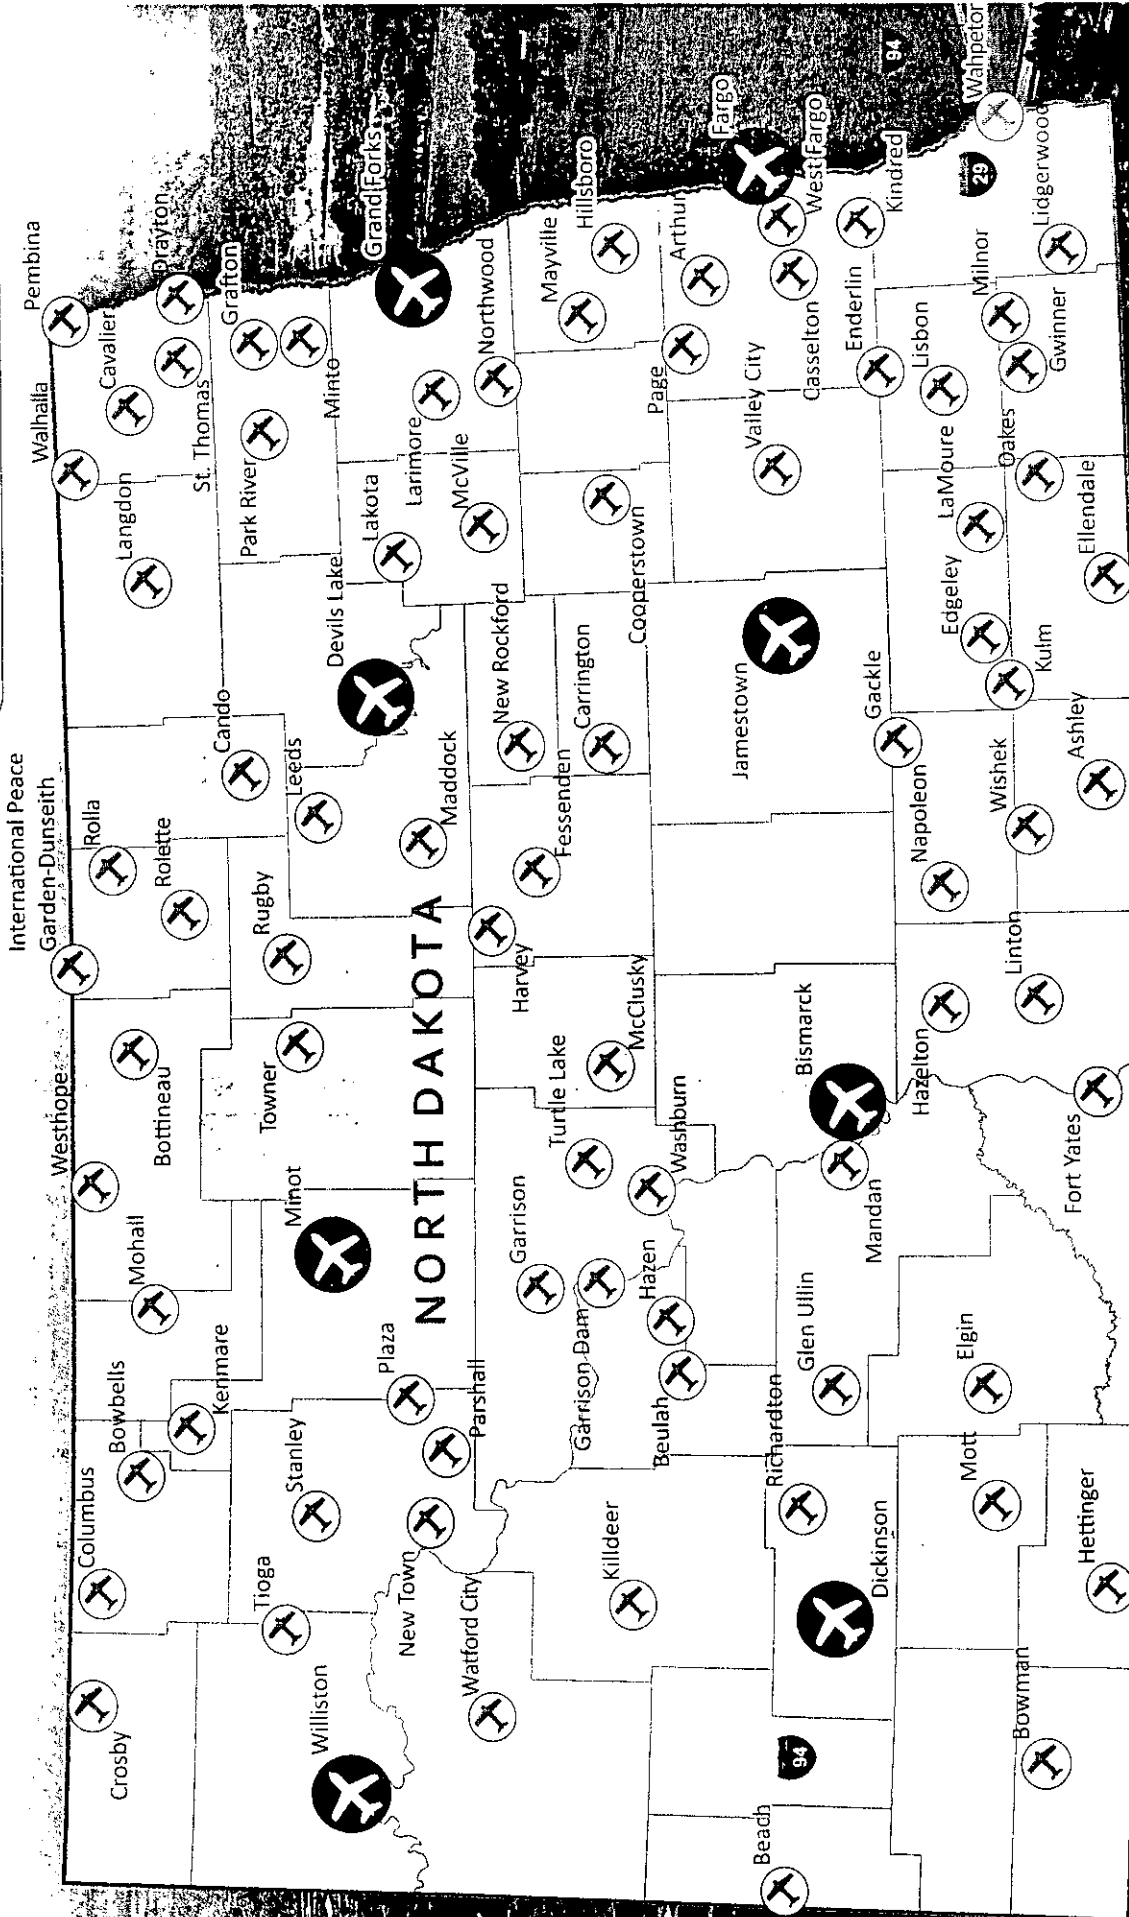 International Peace
Garden-Dunseith
Westhope
Walhalla
Pembina
Crosby
Columbus
Bowbells
Mohall
Bottineau
Rolla
Rolette
Langdon
Cavalier
Drayton
St. Thomas
Kenmare
Tioga
Stanley
Minot
Towner
Rugby
Cando
Leeds
Park River
Grafton
Minto
Williston
New Town
Plaza
Parshall
NORTH DAKOTA
Maddock
Devils Lake
Lakota
Larimore
Grand Forks
Watford City
Garrison
Harvey
New Rockford
McVille
Northwood
Killdeer
Garrison Dam
Turtle Lake
McClusky
Fessenden
Carrington
Cooperstown
Mayville
Hillsboro
Beulah
Hazen
Washburn
Page
Arthur
Beach
94
Dickinson
Richardton
Glen Ullin
Mandan
Bismarck
Jamestown
Valley City
Casselton
Fargo
West Fargo
Gackle
Enderlin
Kindred
94
Mott
Elgin
Hazelton
Napoleon
Edgeley
LaMoure
Lisbon
Milnor
29
Wahpeton
Bowman
Hettinger
Fort Yates
Linton
Wishek
Ashley
Kulm
Ellendale
Oakes
Gwinner
Lidgerwood